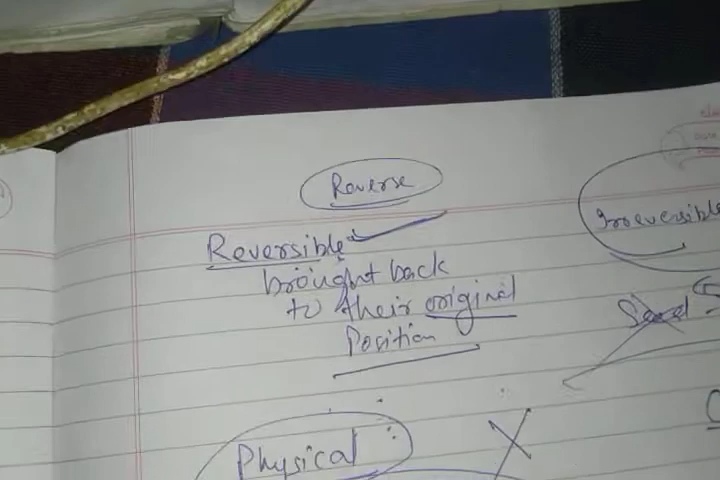 Reverse
Reversible:
brought back
to their original
Position
Irreversible
Physical :